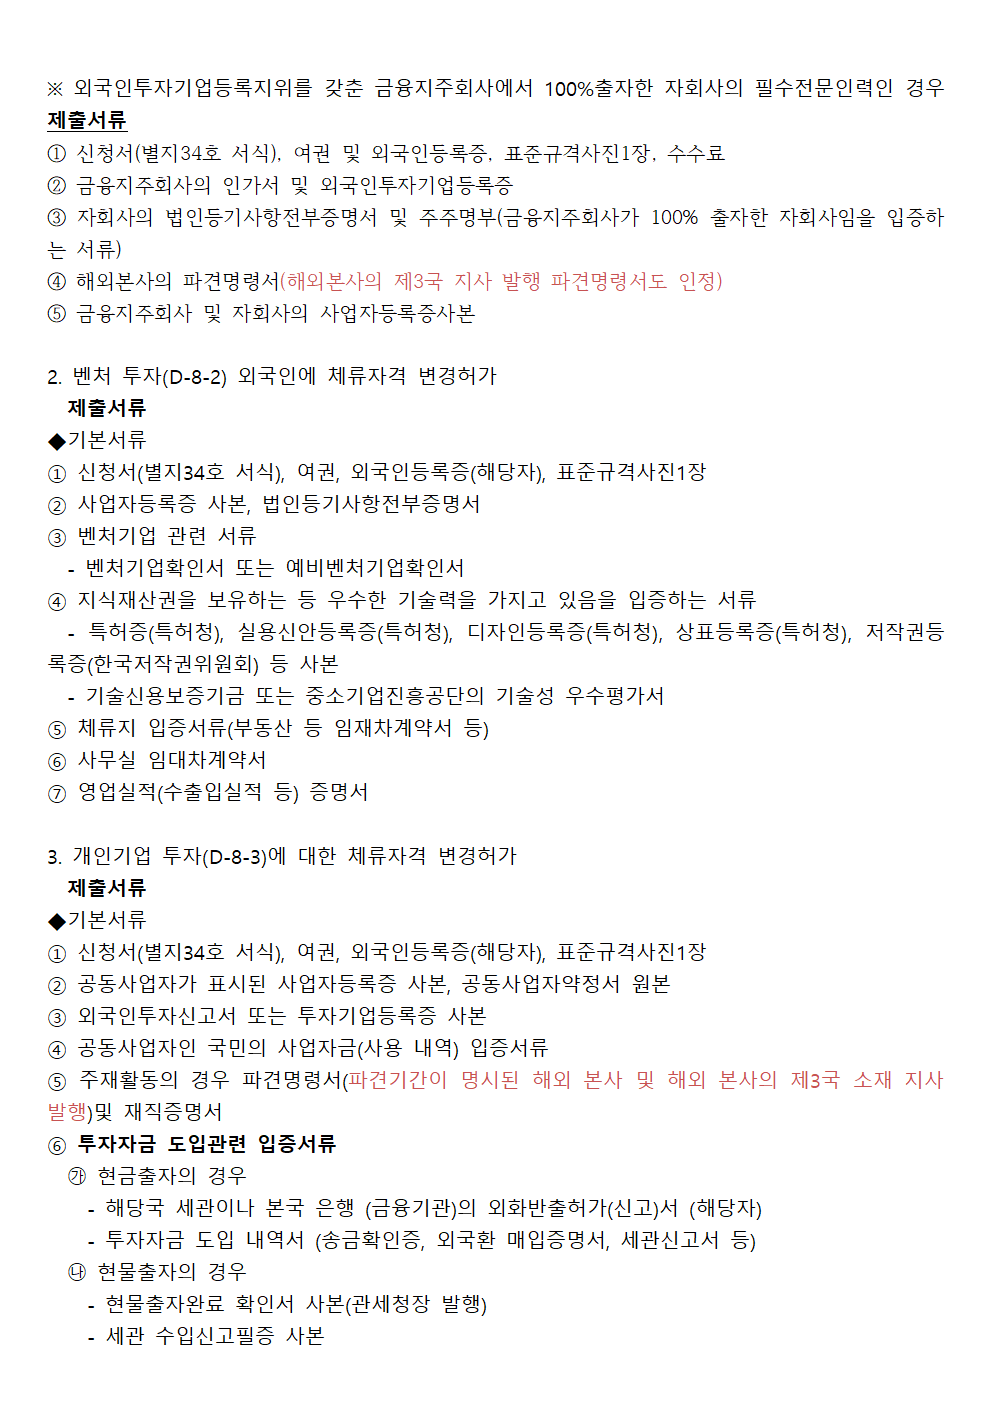 ※ 외국인투자기업등록지위를 갖춘 금융지주회사에서 100%출자한 자회사의 필수전문인력인 경우
제출서류
① 신청서(별지34호 서식), 여권 및 외국인등록증, 표준규격사진1장, 수수료
② 금융지주회사의 인가서 및 외국인투자기업등록증
③ 자회사의 법인등기사항전부증명서 및 주주명부(금융지주회사가 100% 출자한 자회사임을 입증하
는 서류)
④ 해외본사의 파견명령서(해외본사의 제3국 지사 발행 파견명령서도 인정)
⑤ 금융지주회사 및 자회사의 사업자등록증사본
2. 벤처 투자(D-8-2) 외국인에 체류자격 변경허가
제출서류
◆기본서류
① 신청서(별지34호 서식), 여권, 외국인등록증(해당자), 표준규격사진1장
② 사업자등록증 사본, 법인등기사항전부증명서
③ 벤처기업 관련 서류
- 벤처기업확인서 또는 예비벤처기업확인서
④ 지식재산권을 보유하는 등 우수한 기술력을 가지고 있음을 입증하는 서류
- 특허증(특허청), 실용신안등록증(특허청), 디자인등록증(특허청), 상표등록증(특허청), 저작권등
록증(한국저작권위원회) 등 사본
- 기술신용보증기금 또는 중소기업진흥공단의 기술성 우수평가서
⑤ 체류지 입증서류(부동산 등 임재차계약서 등)
⑥ 사무실 임대차계약서
⑦ 영업실적(수출입실적 등) 증명서
3. 개인기업 투자(D-8-3)에 대한 체류자격 변경허가
제출서류
◆기본서류
① 신청서(별지34호 서식), 여권, 외국인등록증(해당자), 표준규격사진1장
② 공동사업자가 표시된 사업자등록증 사본, 공동사업자약정서 원본
③ 외국인투자신고서 또는 투자기업등록증 사본
④ 공동사업자인 국민의 사업자금(사용 내역) 입증서류
⑤ 주재활동의 경우 파견명령서(파견기간이 명시된 해외 본사 및 해외 본사의 제3국 소재 지사
발행)및 재직증명서
⑥ 투자자금 도입관련 입증서류
㉮ 현금출자의 경우
- 해당국 세관이나 본국 은행 (금융기관)의 외화반출허가(신고)서 (해당자)
- 투자자금 도입 내역서 (송금확인증, 외국환 매입증명서, 세관신고서 등)
㉯ 현물출자의 경우
- 현물출자완료 확인서 사본(관세청장 발행)
- 세관 수입신고필증 사본